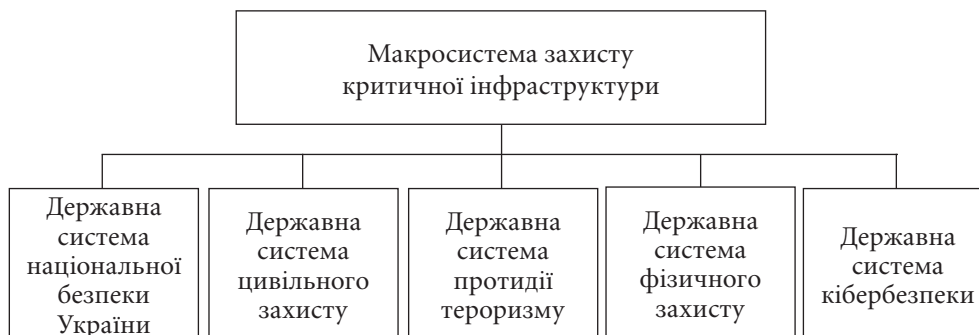 Макросистема захисту
критичної інфраструктури
Державна
система
національної
безпеки
України
Державна
система
цивільного
захисту
Державна
система
протидії
тероризму
Державна
система
фізичного
захисту
Державна
система
кібербезпеки